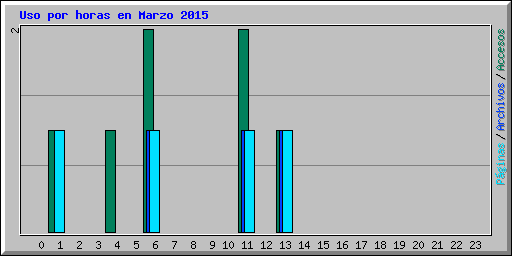 Uso por horas en Marzo 2015
2
Páginas / Archivos / Accesos
0 1 2 3 4 5 6 7 8 9 10 11 12 13 14 15 16 17 18 19 20 21 22 23